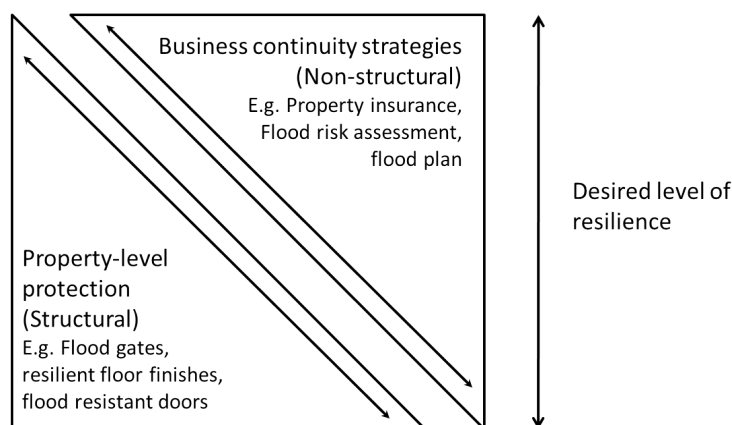 Business continuity strategies
(Non-structural)
E.g. Property insurance,
Flood risk assessment,
flood plan
Property-level
protection
(Structural)
E.g. Flood gates,
resilient floor finishes,
flood resistant doors
Desired level of
resilience